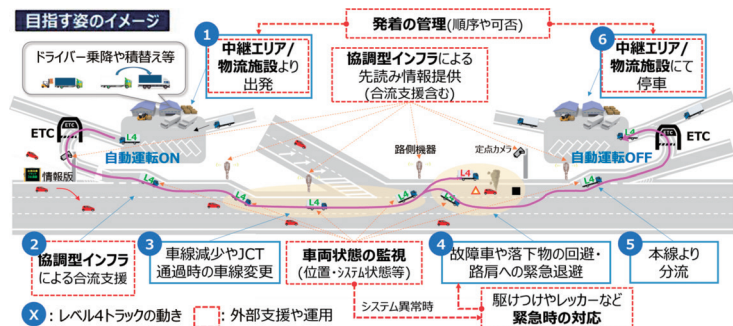 目指す姿のイメージ
ドライバー乗降や積替え等
1
中継エリア/
物流施設より
出発
発着の管理(順序や可否)
協調型インフラによる
先読み情報提供
(合流支援含む)
6
中継エリア/
物流施設にて
停車
ETC
L4
自動運転ON
情報版
路側機器
定点カメラ
L4
自動運転OFF
ETC
L4
L4
L4
L4
L4
L4
L4
L4
2
協調型インフラ
による合流支援
3
車線減少やJCT
通過時の車線変更
車両状態の監視
(位置・システム状態等)
4
故障車や落下物の回避・
路肩への緊急退避
5
本線より
分流
システム異常時
駆けつけやレッカーなど
緊急時の対応
X
:レベル4トラックの動き
:外部支援や運用